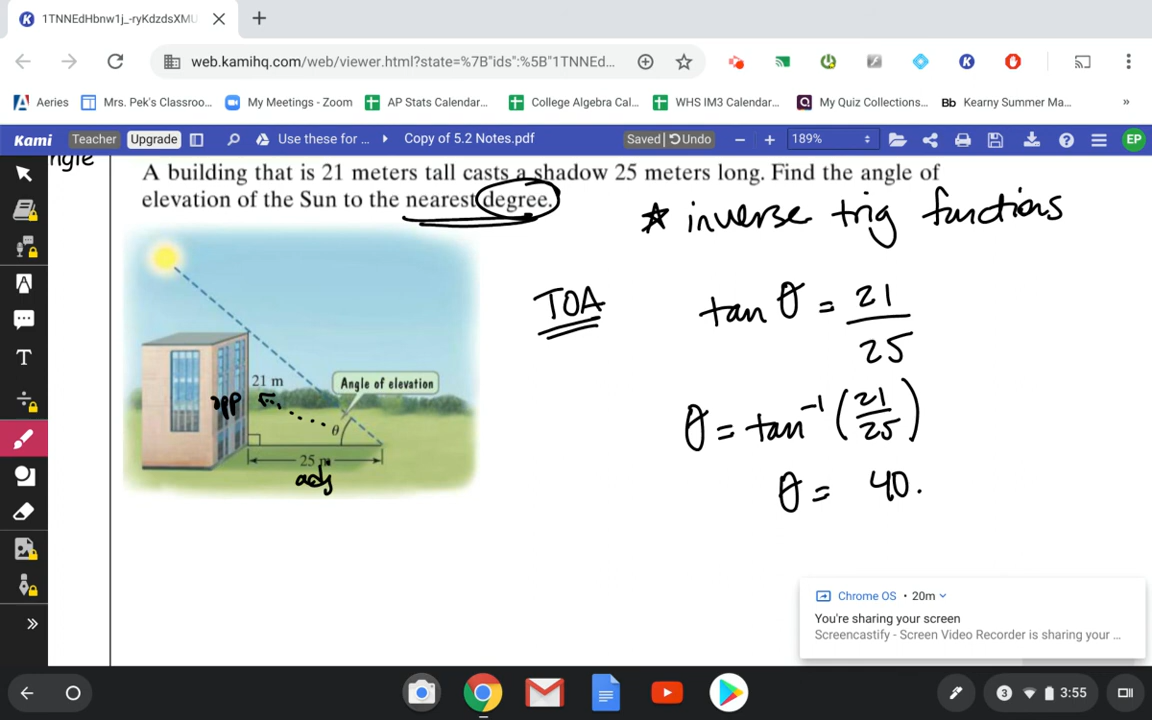 1TNNEdHbnw1j_-ryKdzdsXMU
web.kamihq.com/web/viewer.html?state=%7B"ids":%5B"1TNNEd...
Aeries
Mrs. Pek's Classroo...
My Meetings - Zoom
AP Stats Calendar...
College Algebra Cal...
WHS IM3 Calendar...
My Quiz Collections...
Bb Kearny Summer Ma...
»
Kami
Teacher
Upgrade
Use these for ...
Copy of 5.2 Notes.pdf
Saved | Undo
189%
EP
ngle
A building that is 21 meters tall casts a shadow 25 meters long. Find the angle of
elevation of the Sun to the nearest degree.
inverse trig functions
TOA
tan θ = 21/25
21 m
Angle of elevation
opp
θ
25 m
adj
θ = tan⁻¹ (21/25)
θ = 40.
Chrome OS • 20m
You're sharing your screen
Screencastify - Screen Video Recorder is sharing your ...
3
3:55